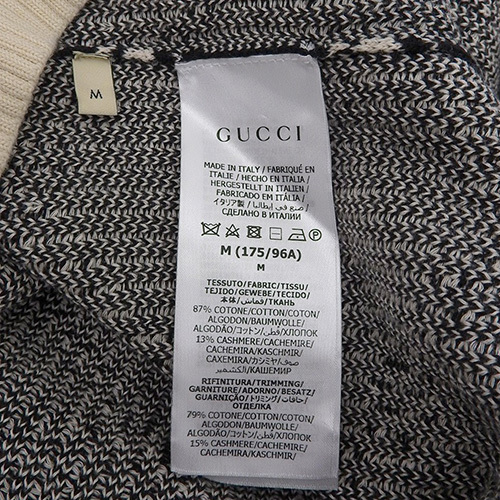 M
GUCCI
MADE IN ITALY / FABRIQUÉ EN
ITALIE / HECHO EN ITALIA /
HERGESTELLT IN ITALIEN /
FABRICADO EM ITÁLIA /
イタリア製 / صنع في إيطاليا /
СДЕЛАНО В ИТАЛИИ
M (175/96A)
M
TESSUTO/FABRIC/TISSU/
TEJIDO/GEWEBE/TECIDO/
本体/قماش/ТКАНЬ
87% COTONE/COTTON/COTON/
ALGODÓN/BAUMWOLLE/
ALGODÃO/コットン/قطن/ХЛОПОК
13% CASHMERE/CACHEMIRE/
CACHEMIRA/KASCHMIR/
CAXEMIRA/カシミヤ/صوف
الكشمير/КАШЕМИР
RIFINITURA/TRIMMING/
GARNITURE/ADORNO/BESATZ/
GUARNIÇÃO/トリミング/حافات/
ОТДЕЛКА
79% COTONE/COTTON/COTON/
ALGODÓN/BAUMWOLLE/
ALGODÃO/コットン/قطن/ХЛОПОК
15% CASHMERE/CACHEMIRE/
CACHEMIRA/KASCHMIR/